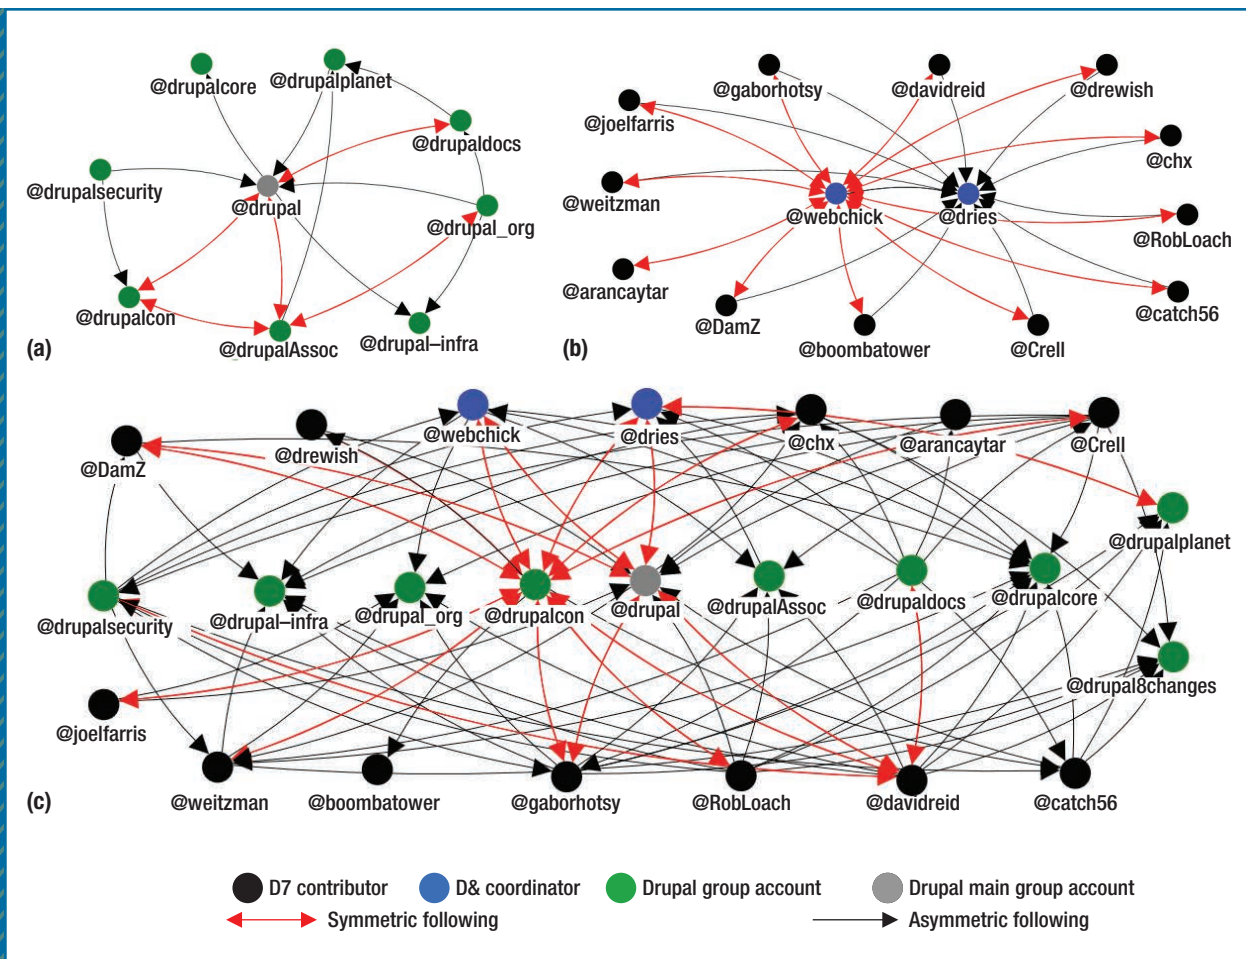 @drupalcore
@drupalplanet
@drupaldocs
@drupalsecurity
@drupal
@drupal_org
@drupalcon
@drupalAssoc
@drupal–infra
(a)
@gaborhotsy
@davidreid
@drewish
@joelfarris
@chx
@weitzman
@webchick
@dries
@RobLoach
@arancaytar
@DamZ
@catch56
@boombatower
@Crell
(b)
@DamZ
@drewish
@webchick
@dries
@chx
@arancaytar
@Crell
@drupalplanet
@drupalsecurity
@drupal–infra
@drupal_org
@drupalcon
@drupal
@drupalAssoc
@drupaldocs
@drupalcore
@drupal8changes
@joelfarris
@weitzman
@boombatower
@gaborhotsy
@RobLoach
@davidreid
@catch56
(c)
D7 contributor
D& coordinator
Drupal group account
Drupal main group account
Symmetric following
Asymmetric following